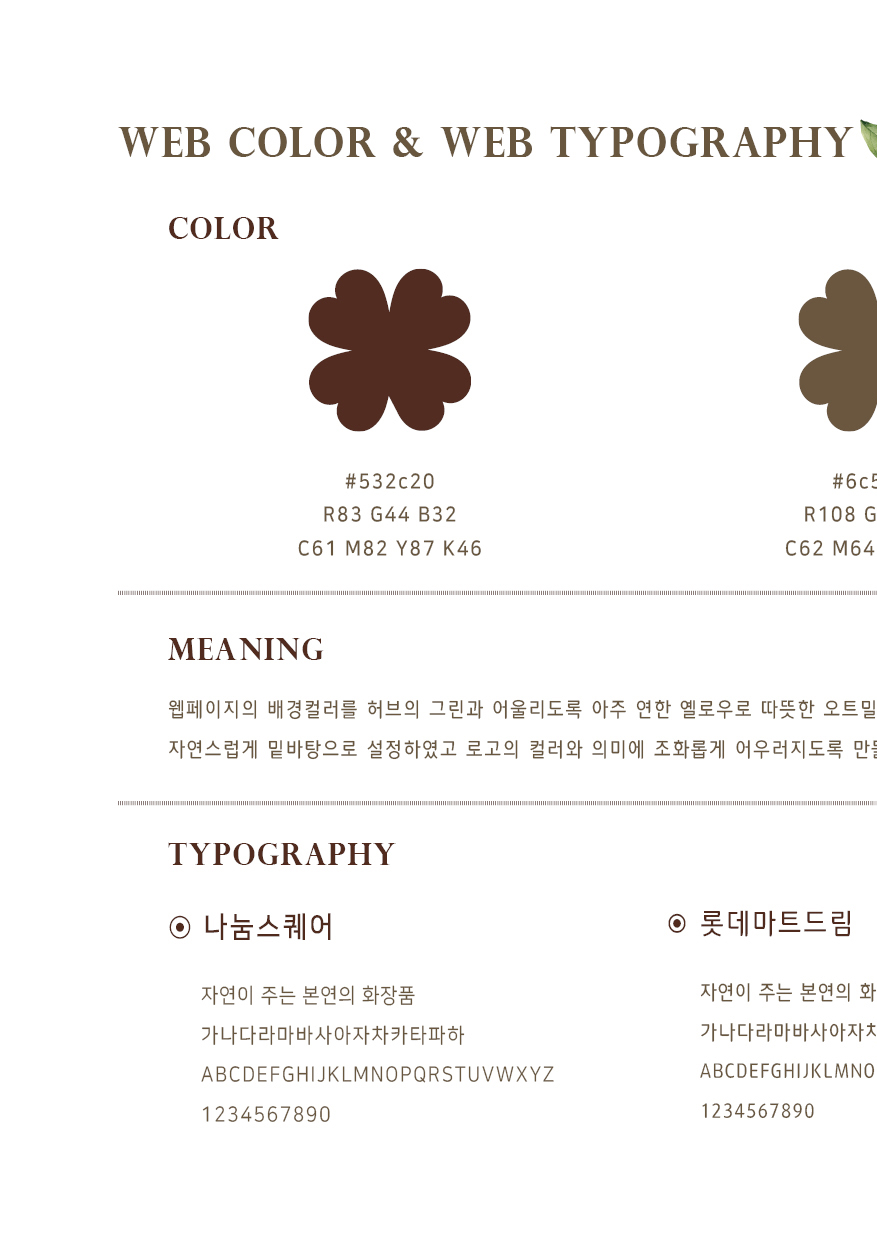 WEB COLOR & WEB TYPOGRAPHY
COLOR
#532c20
R83 G44 B32
C61 M82 Y87 K46
#6c5
R108 G
C62 M64
MEANING
웹페이지의 배경컬러를 허브의 그린과 어울리도록 아주 연한 옐로우로 따뜻한 오트밀
자연스럽게 밑바탕으로 설정하였고 로고의 컬러와 의미에 조화롭게 어우러지도록
TYPOGRAPHY
나눔스퀘어
자연이 주는 본연의 화장품
가나다라마바사아자차카타파하
ABCDEFGHIJKLMNOPQRSTUVWXYZ
1234567890
롯데마트드림
자연이 주는 본연의 화
가나다라마바사아자차
ABCDEFGHIJKLMNO
1234567890